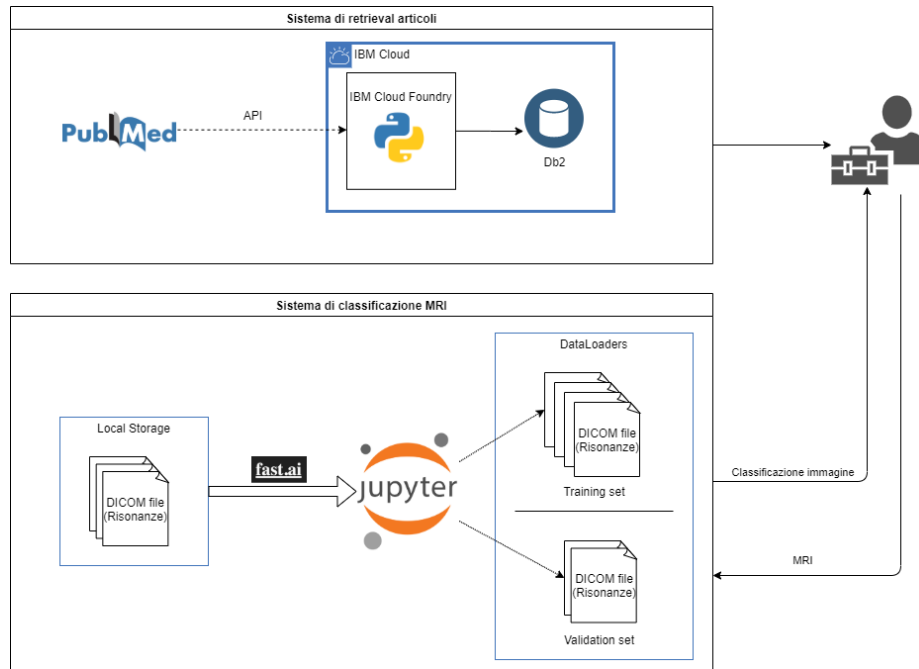 Sistema di retrieval articoli
IBM Cloud
IBM Cloud Foundry
PubMed
API
Db2
Sistema di classificazione MRI
DataLoaders
Local Storage
DICOM file
(Risonanze)
fast.ai
jupyter
DICOM file
(Risonanze)
Training set
Classificazione immagine
DICOM file
(Risonanze)
Validation set
MRI